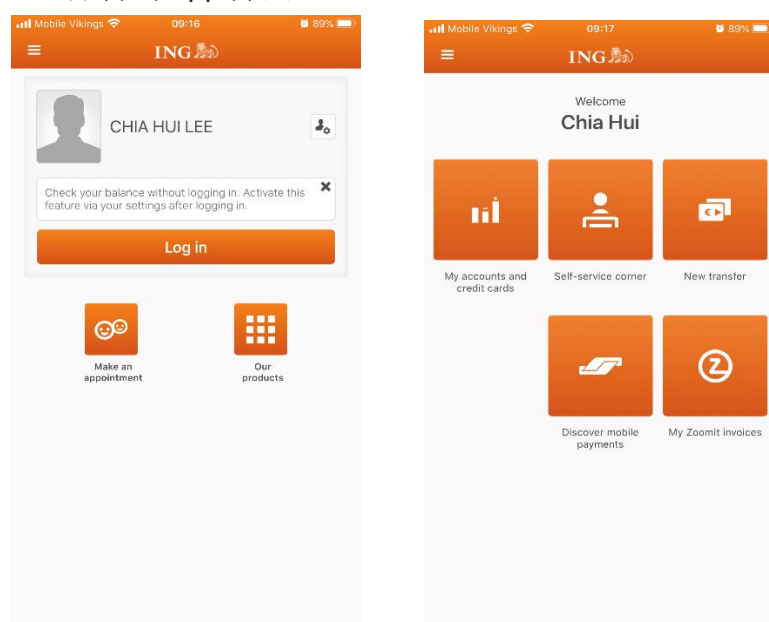 Mobile Vikings 09:16 89%
ING
CHIA HUI LEE
Check your balance without logging in. Activate this
feature via your settings after logging in.
Log in
Make an
appointment
Our
products
Mobile Vikings 09:17 89%
ING
Welcome
Chia Hui
My accounts and
credit cards
Self-service corner
New transfer
Discover mobile
payments
My Zoomit invoices